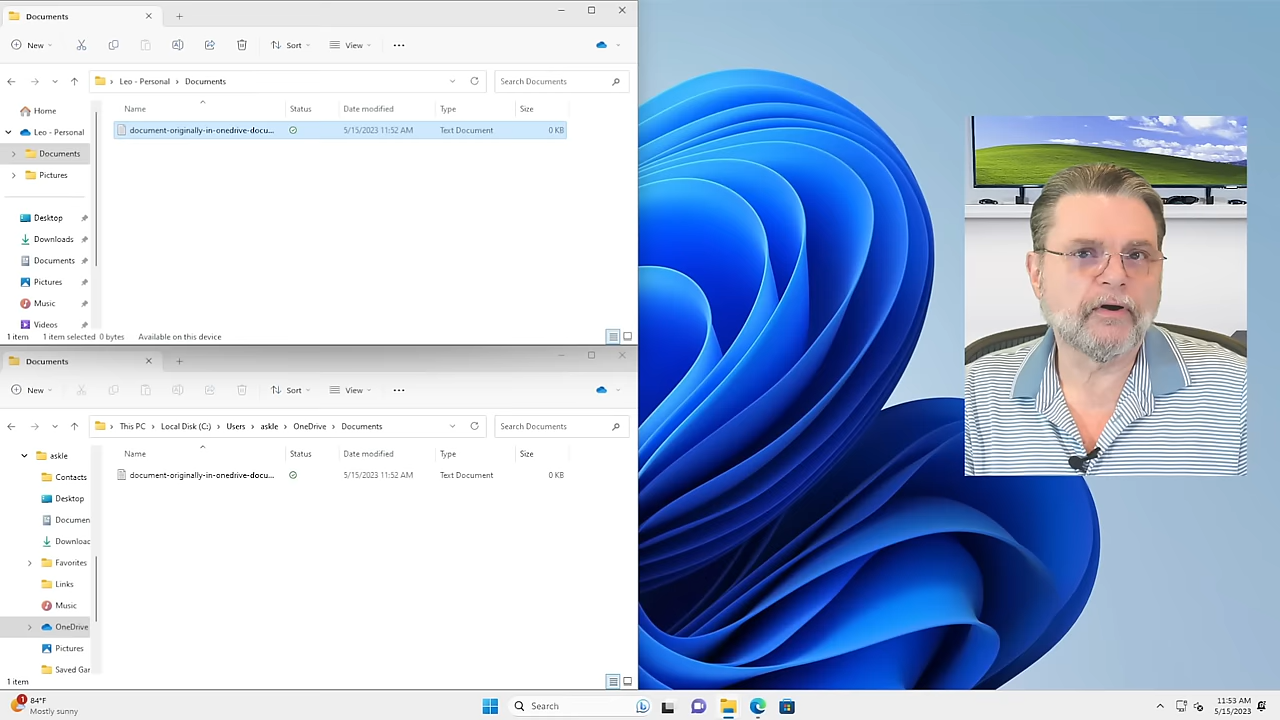 Documents
New
Sort
View
Leo - Personal
Documents
Search Documents
Home
Leo - Personal
Documents
Pictures
Desktop
Downloads
Documents
Pictures
Music
Videos
Name
Status
Date modified
Type
Size
document-originally-in-onedrive-docu...
5/15/2023 11:52 AM
Text Document
0 KB
1 item
1 item selected 0 bytes
Available on this device
Documents
New
Sort
View
This PC
Local Disk (C:)
Users
askle
OneDrive
Documents
Search Documents
askle
Contacts
Desktop
Documen
Downloac
Favorites
Links
Music
OneDrive
Pictures
Saved Gar
Name
Status
Date modified
Type
Size
document-originally-in-onedrive-docu...
5/15/2023 11:52 AM
Text Document
0 KB
1 item
1
84°F
Mostly sunny
Search
11:53 AM
5/15/2023